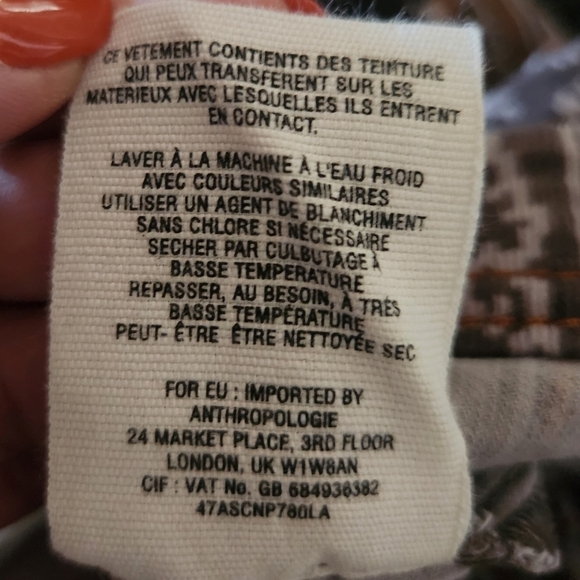 CE VETEMENT CONTIENTS DES TEINTURE
QUI PEUX TRANSFERENT SUR LES
MATERIEUX AVEC LESQUELLES ILS ENTRENT
EN CONTACT.
LAVER À LA MACHINE À L'EAU FROID
AVEC COULEURS SIMILAIRES
UTILISER UN AGENT DE BLANCHIMENT
SANS CHLORE SI NÉCESSAIRE
SECHER PAR CULBUTAGE À
BASSE TEMPERATURE
REPASSER, AU BESOIN, À TRÉS
BASSE TEMPÉRATURE
PEUT- ÊTRE ÊTRE NETTOYÉE SEC
FOR EU : IMPORTED BY
ANTHROPOLOGIE
24 MARKET PLACE, 3RD FLOOR
LONDON, UK W1W8AN
CIF : VAT No. GB 684936382
47ASCNP780LA